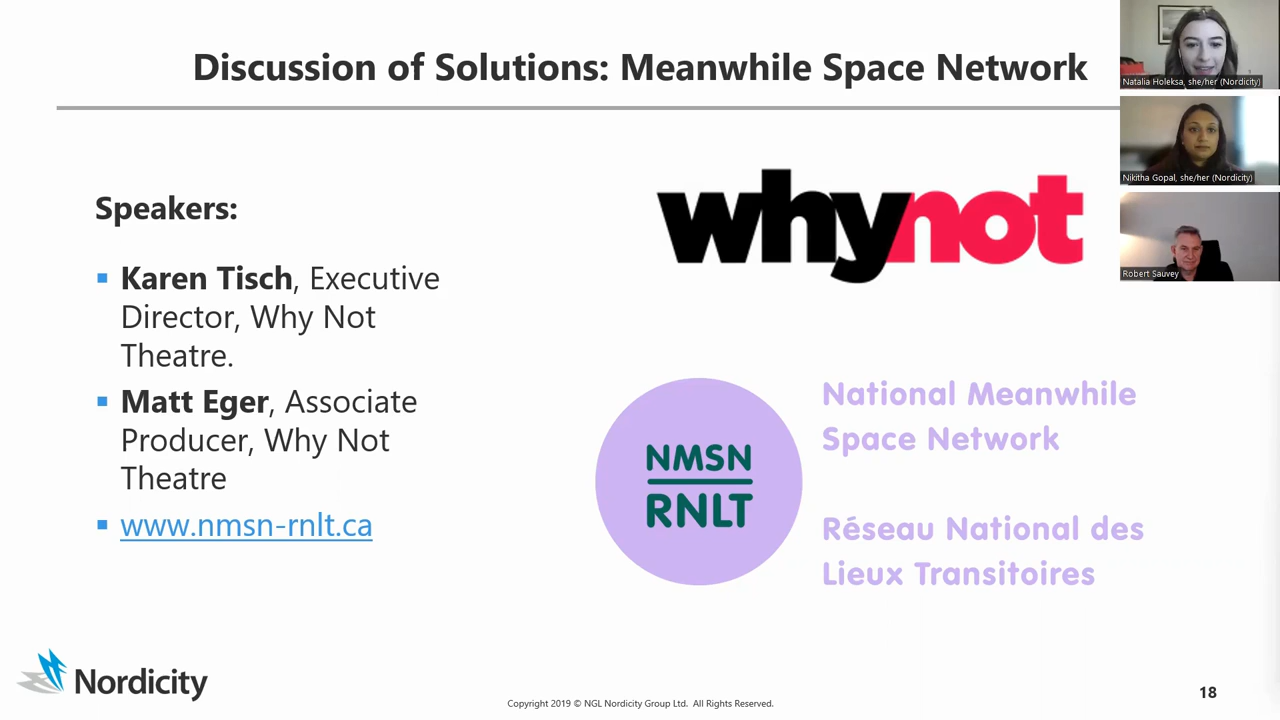 Discussion of Solutions: Meanwhile Space Network
Speakers:
Karen Tisch, Executive
Director, Why Not
Theatre.
Matt Eger, Associate
Producer, Why Not
Theatre
www.nmsn-rnlt.ca
whynot
NMSN
RNLT
National Meanwhile
Space Network
Réseau National des
Lieux Transitoires
Natalia Holeksa, she/her (Nordicity)
Nikitha Gopal, she/her (Nordicity)
Robert Sauvey
Nordicity
Copyright 2019 © NGL Nordicity Group Ltd. All Rights Reserved.
18